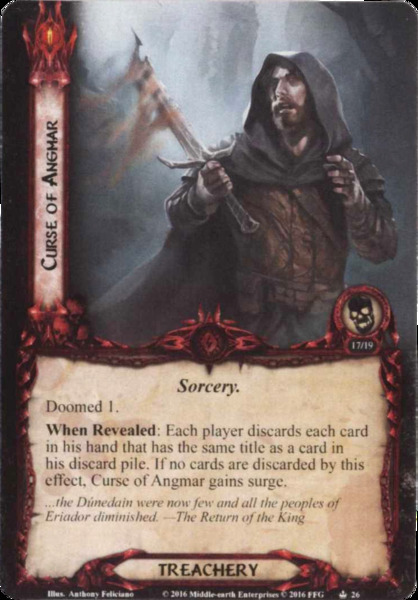 CURSE OF ANGMAR
17/19
Sorcery.
Doomed 1.
When Revealed: Each player discards each card
in his hand that has the same title as a card in
his discard pile. If no cards are discarded by this
effect, Curse of Angmar gains surge.
...the Dúnedain were now few and all the peoples of
Eriador diminished. —The Return of the King
TREACHERY
Illus. Anthony Feliciano © 2016 Middle-earth Enterprises © 2016 FFG 26